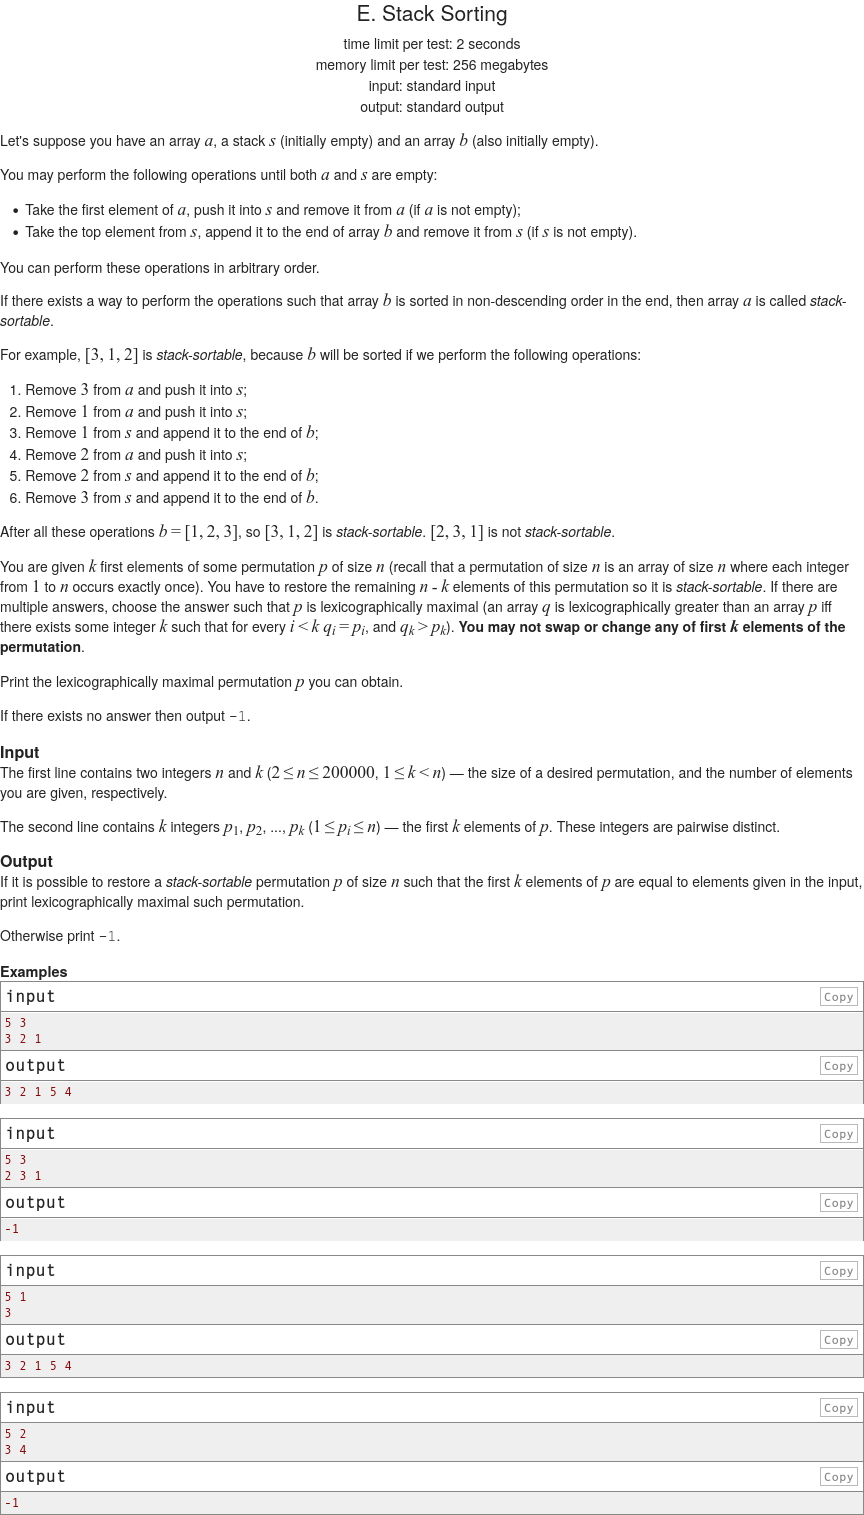 E. Stack Sorting
time limit per test: 2 seconds
memory limit per test: 256 megabytes
input: standard input
output: standard output
Let's suppose you have an array a, a stack s (initially empty) and an array b (also initially empty).
You may perform the following operations until both a and s are empty:
• Take the first element of a, push it into s and remove it from a (if a is not empty);
• Take the top element from s, append it to the end of array b and remove it from s (if s is not empty).
You can perform these operations in arbitrary order.
If there exists a way to perform the operations such that array b is sorted in non-descending order in the end, then array a is called stack-
sortable.
For example, [3, 1, 2] is stack-sortable, because b will be sorted if we perform the following operations:
1. Remove 3 from a and push it into s;
2. Remove 1 from a and push it into s;
3. Remove 1 from s and append it to the end of b;
4. Remove 2 from a and push it into s;
5. Remove 2 from s and append it to the end of b;
6. Remove 3 from s and append it to the end of b.
After all these operations b = [1, 2, 3], so [3, 1, 2] is stack-sortable. [2, 3, 1] is not stack-sortable.
You are given k first elements of some permutation p of size n (recall that a permutation of size n is an array of size n where each integer
from 1 to n occurs exactly once). You have to restore the remaining n - k elements of this permutation so it is stack-sortable. If there are
multiple answers, choose the answer such that p is lexicographically maximal (an array q is lexicographically greater than an array p iff
there exists some integer k such that for every i < k q_i = p_i, and q_k > p_k). You may not swap or change any of first k elements of the
permutation.
Print the lexicographically maximal permutation p you can obtain.
If there exists no answer then output -1.
Input
The first line contains two integers n and k (2 ≤ n ≤ 200000, 1 ≤ k < n) — the size of a desired permutation, and the number of elements
you are given, respectively.
The second line contains k integers p_1, p_2, ..., p_k (1 ≤ p_i ≤ n) — the first k elements of p. These integers are pairwise distinct.
Output
If it is possible to restore a stack-sortable permutation p of size n such that the first k elements of p are equal to elements given in the input,
print lexicographically maximal such permutation.
Otherwise print -1.
Examples
input
Copy
5 3
3 2 1
output
Copy
3 2 1 5 4
input
Copy
5 3
2 3 1
output
Copy
-1
input
Copy
5 1
3
output
Copy
3 2 1 5 4
input
Copy
5 2
3 4
output
Copy
-1